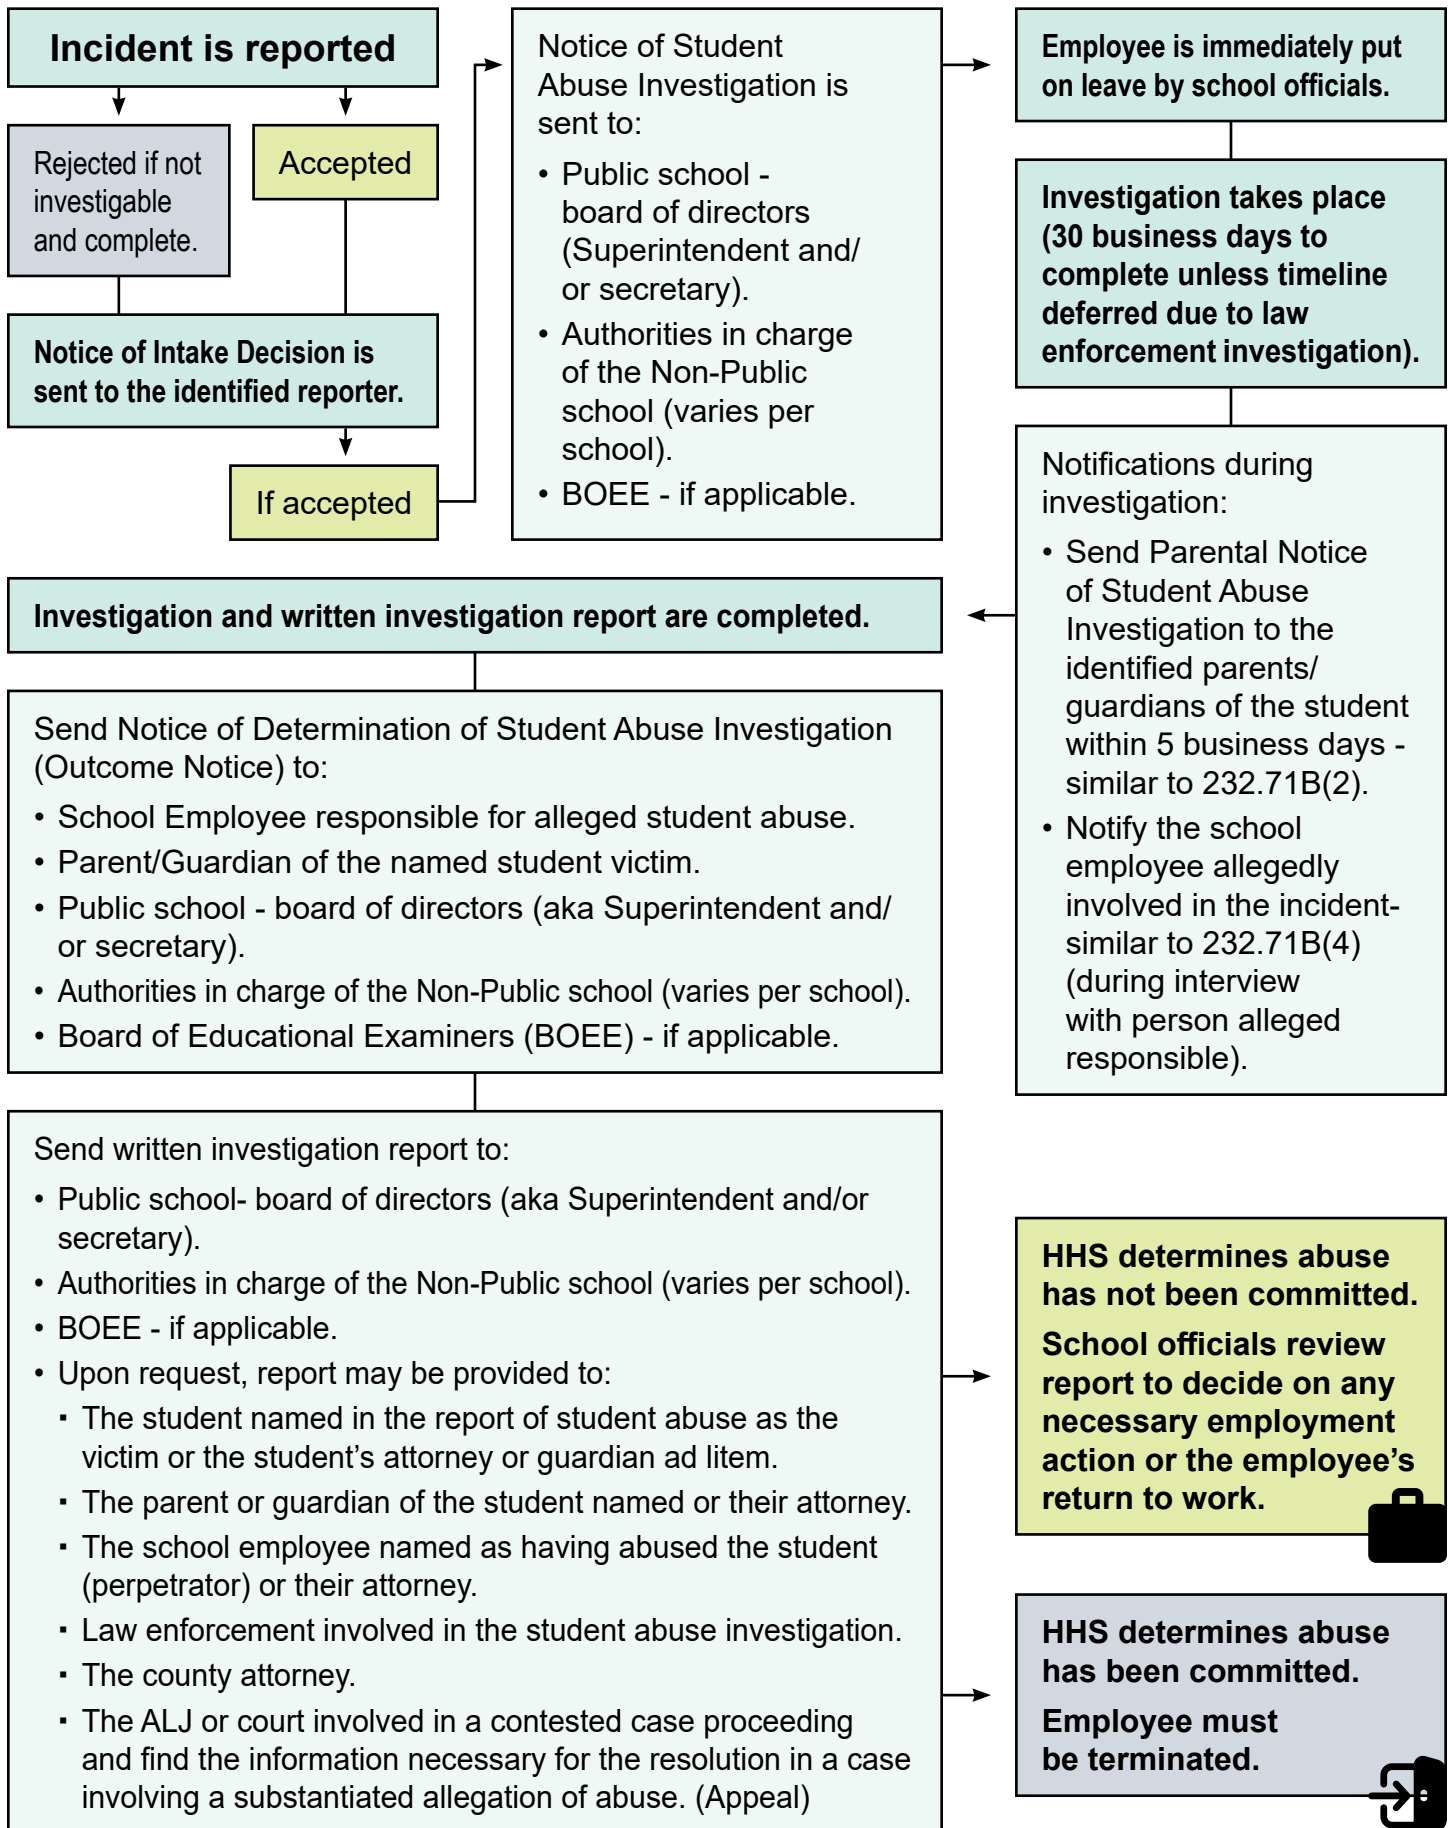 Incident is reported
Rejected if not
investigable
and complete.
Accepted
Notice of Intake Decision is
sent to the identified reporter.
If accepted
Notice of Student
Abuse Investigation is
sent to:
• Public school -
board of directors
(Superintendent and/
or secretary).
• Authorities in charge
of the Non-Public
school (varies per
school).
• BOEE - if applicable.
Employee is immediately put
on leave by school officials.
Investigation takes place
(30 business days to
complete unless timeline
deferred due to law
enforcement investigation).
Notifications during
investigation:
• Send Parental Notice
of Student Abuse
Investigation to the
identified parents/
guardians of the student
within 5 business days -
similar to 232.71B(2).
• Notify the school
employee allegedly
involved in the incident-
similar to 232.71B(4)
(during interview
with person alleged
responsible).
Investigation and written investigation report are completed.
Send Notice of Determination of Student Abuse Investigation
(Outcome Notice) to:
• School Employee responsible for alleged student abuse.
• Parent/Guardian of the named student victim.
• Public school - board of directors (aka Superintendent and/
or secretary).
• Authorities in charge of the Non-Public school (varies per school).
• Board of Educational Examiners (BOEE) - if applicable.
Send written investigation report to:
• Public school- board of directors (aka Superintendent and/or
secretary).
• Authorities in charge of the Non-Public school (varies per school).
• BOEE - if applicable.
• Upon request, report may be provided to:
▪ The student named in the report of student abuse as the
victim or the student’s attorney or guardian ad litem.
▪ The parent or guardian of the student named or their attorney.
▪ The school employee named as having abused the student
(perpetrator) or their attorney.
▪ Law enforcement involved in the student abuse investigation.
▪ The county attorney.
▪ The ALJ or court involved in a contested case proceeding
and find the information necessary for the resolution in a case
involving a substantiated allegation of abuse. (Appeal)
HHS determines abuse
has not been committed.
School officials review
report to decide on any
necessary employment
action or the employee’s
return to work.
HHS determines abuse
has been committed.
Employee must
be terminated.